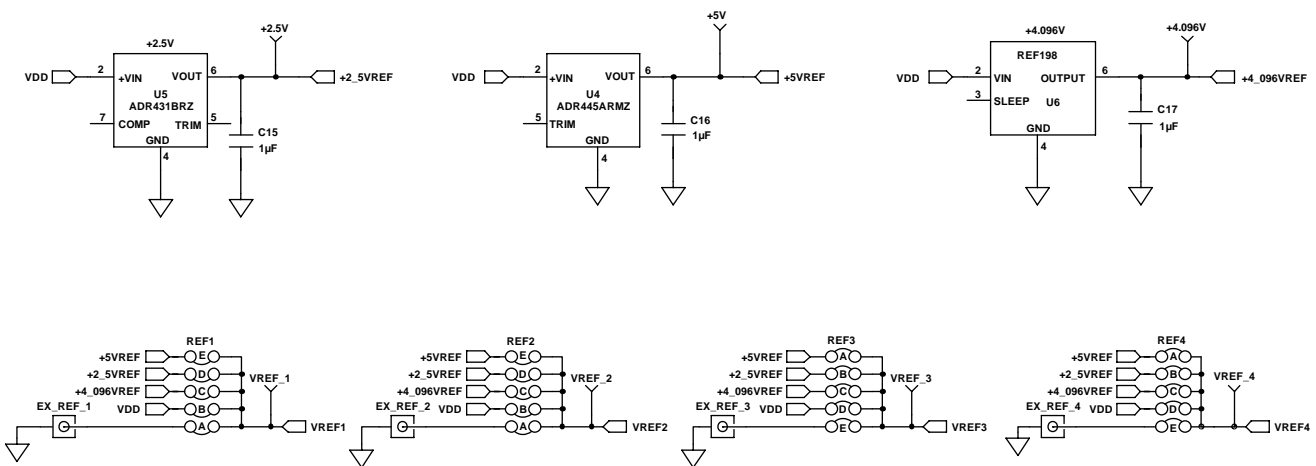 +2.5V
+2.5V
VDD
2
+VIN
VOUT
6
+2_5VREF
U5
ADR431BRZ
7
COMP
TRIM
5
GND
4
C15
1µF
+5V
VDD
2
+VIN
VOUT
6
+5VREF
U4
ADR445ARMZ
5
TRIM
GND
4
C16
1µF
+4.096V
+4.096V
REF198
VDD
2
VIN
OUTPUT
6
+4_096VREF
3
SLEEP
U6
GND
4
C17
1µF
REF1
+5VREF
E
+2_5VREF
D
VREF_1
+4_096VREF
C
EX_REF_1
VDD
B
A
VREF1
REF2
+5VREF
E
+2_5VREF
D
VREF_2
+4_096VREF
C
EX_REF_2
VDD
B
A
VREF2
REF3
+5VREF
A
+2_5VREF
B
VREF_3
+4_096VREF
C
EX_REF_3
VDD
D
E
VREF3
REF4
+5VREF
A
+2_5VREF
B
VREF_4
+4_096VREF
C
EX_REF_4
VDD
D
E
VREF4